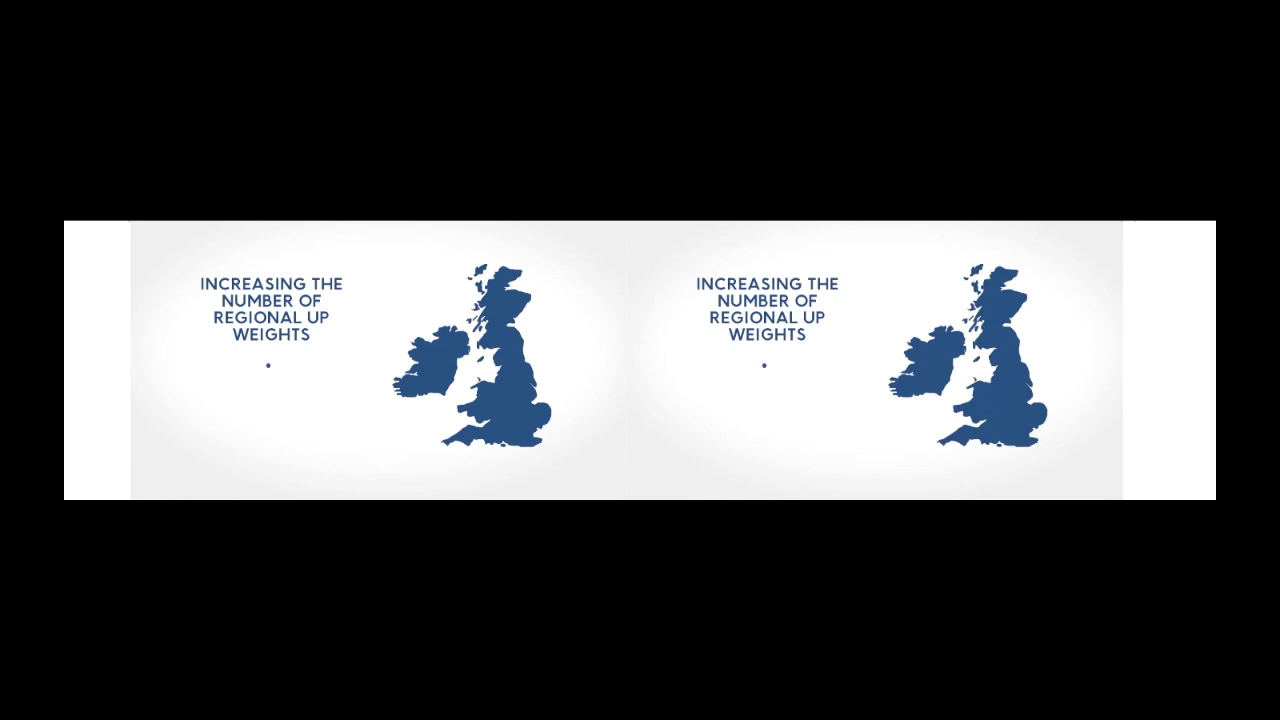 INCREASING THE
NUMBER OF
REGIONAL UP
WEIGHTS
INCREASING THE
NUMBER OF
REGIONAL UP
WEIGHTS